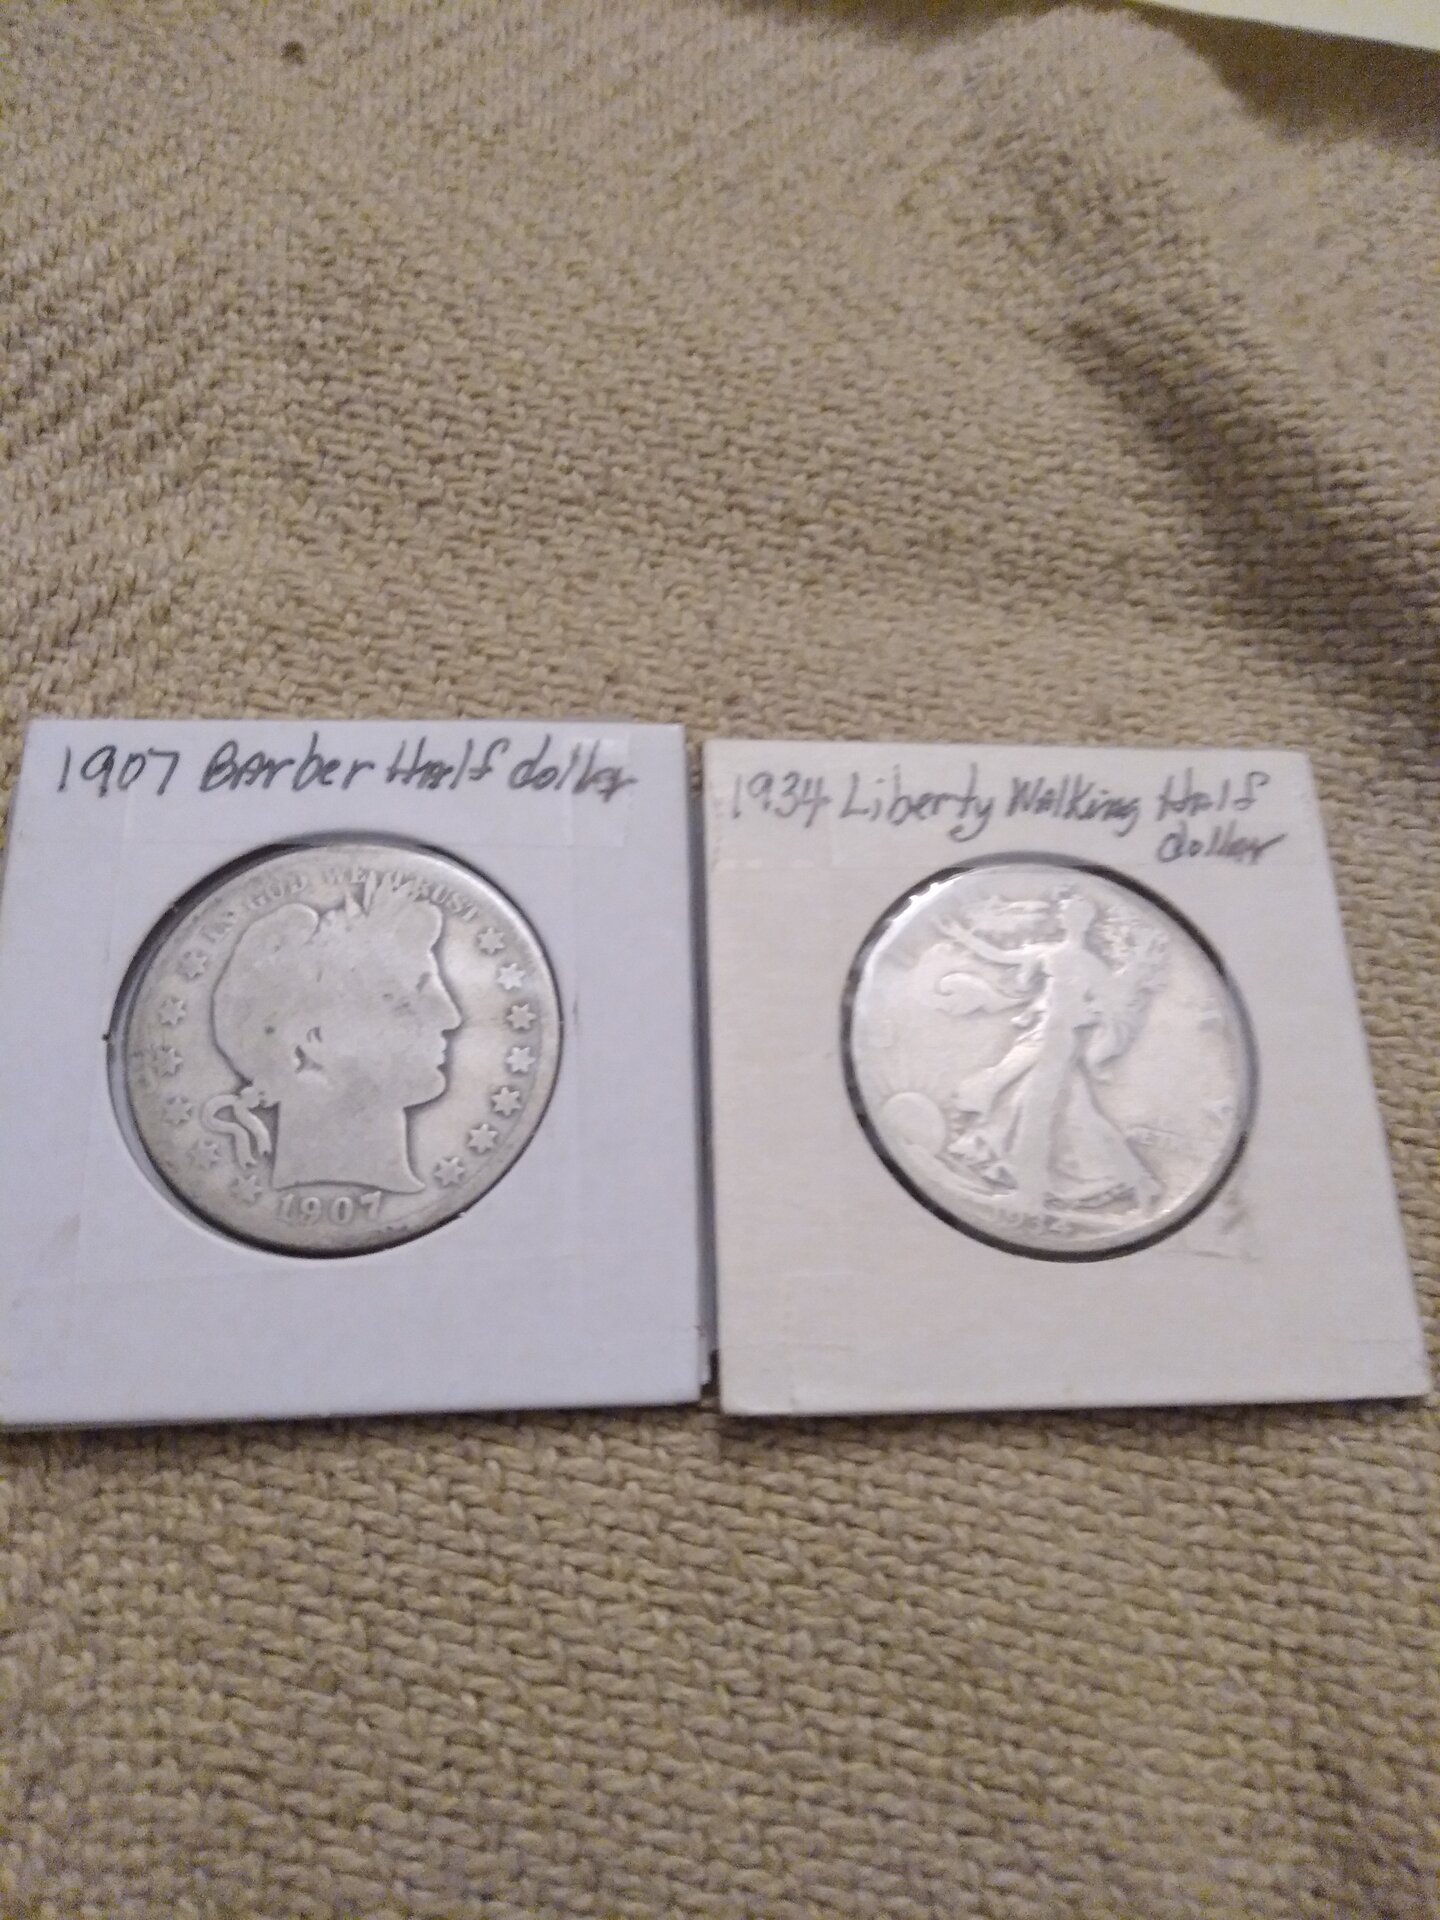 1907 Barber Half dollar
1934 Liberty Walking Half
dollar
IN GOD WE TRUST
1907